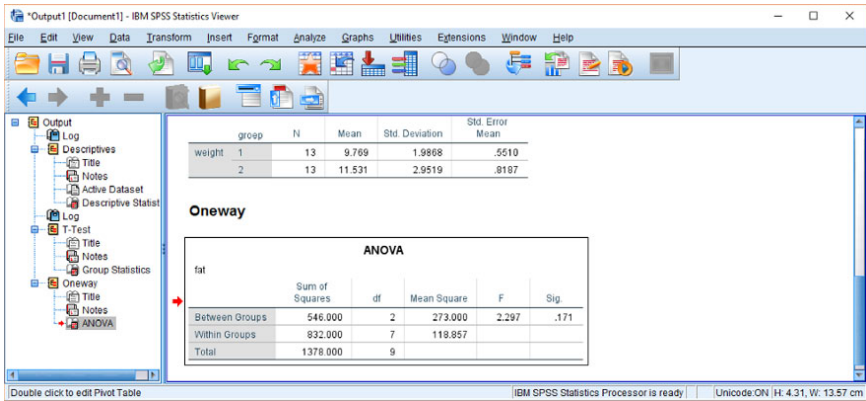 *Output1 [Document1] - IBM SPSS Statistics Viewer
File Edit View Data Transform Insert Format Analyze Graphs Utilities Extensions Window Help
Output
Log
Descriptives
Title
Notes
Active Dataset
Descriptive Statist
Log
T-Test
Title
Notes
Group Statistics
Oneway
Title
Notes
ANOVA
groep N Mean Std. Deviation Std. Error Mean
weight 1 13 9.769 1.9868 .5510
2 13 11.531 2.9519 .8187
Oneway
ANOVA
fat
Sum of Squares df Mean Square F Sig.
Between Groups 546.000 2 273.000 2.297 .171
Within Groups 832.000 7 118.857
Total 1378.000 9
Double click to edit Pivot Table
IBM SPSS Statistics Processor is ready
Unicode:ON H: 4.31, W: 13.57 cm